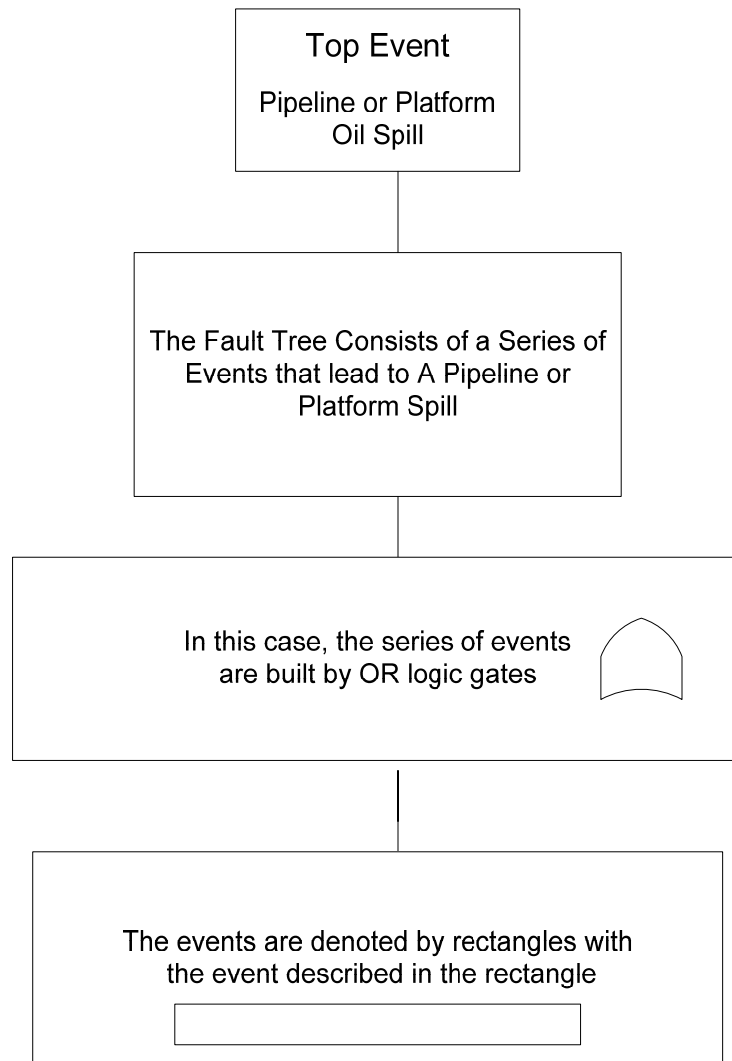 Top Event
Pipeline or Platform
Oil Spill
The Fault Tree Consists of a Series of
Events that lead to A Pipeline or
Platform Spill
In this case, the series of events
are built by OR logic gates
The events are denoted by rectangles with
the event described in the rectangle